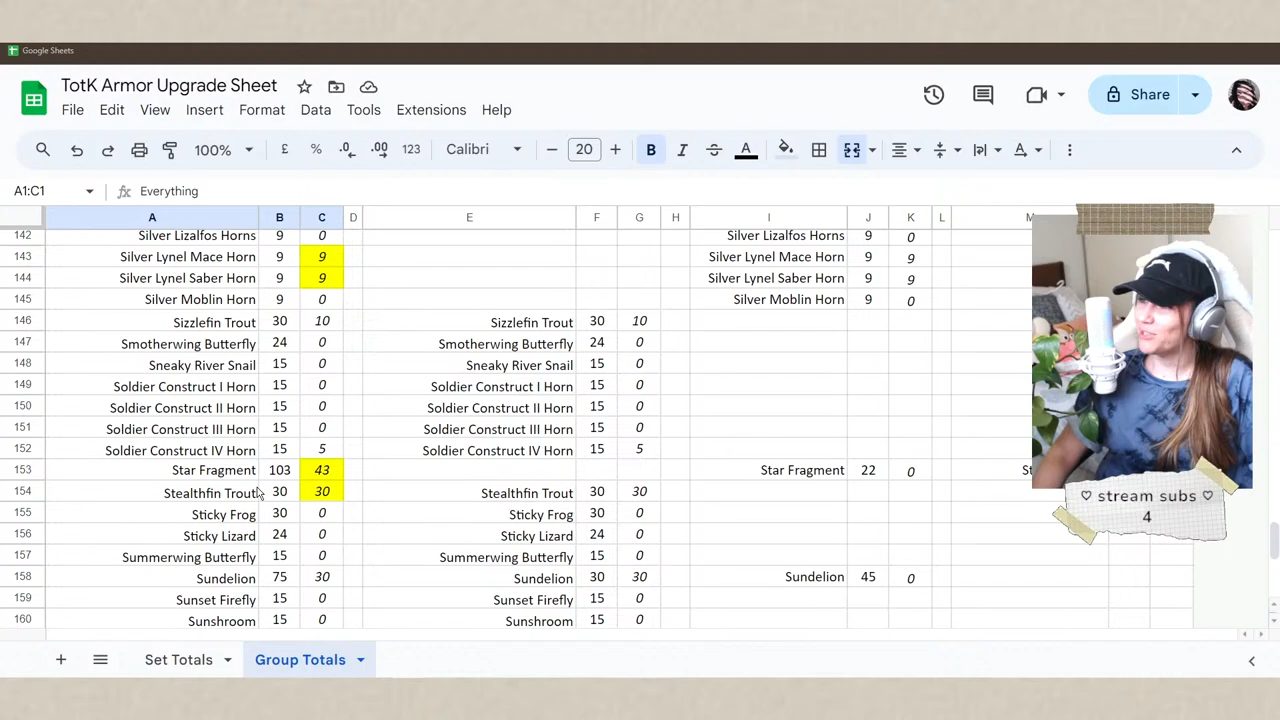 Google Sheets
TotK Armor Upgrade Sheet
File Edit View Insert Format Data Tools Extensions Help
Share
100% £ % .0 .00 123 Calibri 20 B I A A
A1:C1 fx Everything
A B C D E F G H I J K L M
142 Silver Lizalfos Horns 9 0 Silver Lizalfos Horns 9 0
143 Silver Lynel Mace Horn 9 9 Silver Lynel Mace Horn 9 9
144 Silver Lynel Saber Horn 9 9 Silver Lynel Saber Horn 9 9
145 Silver Moblin Horn 9 0 Silver Moblin Horn 9 0
146 Sizzlefin Trout 30 10 Sizzlefin Trout 30 10
147 Smotherwing Butterfly 24 0 Smotherwing Butterfly 24 0
148 Sneaky River Snail 15 0 Sneaky River Snail 15 0
149 Soldier Construct I Horn 15 0 Soldier Construct I Horn 15 0
150 Soldier Construct II Horn 15 0 Soldier Construct II Horn 15 0
151 Soldier Construct III Horn 15 0 Soldier Construct III Horn 15 0
152 Soldier Construct IV Horn 15 5 Soldier Construct IV Horn 15 5
153 Star Fragment 103 43 Star Fragment 22 0
154 Stealthfin Trout 30 30 Stealthfin Trout 30 30
155 Sticky Frog 30 0 Sticky Frog 30 0
156 Sticky Lizard 24 0 Sticky Lizard 24 0
157 Summerwing Butterfly 15 0 Summerwing Butterfly 15 0
158 Sundelion 75 30 Sundelion 30 30 Sundelion 45 0
159 Sunset Firefly 15 0 Sunset Firefly 15 0
160 Sunshroom 15 0 Sunshroom 15 0
♡ stream subs ♡
4
Set Totals Group Totals